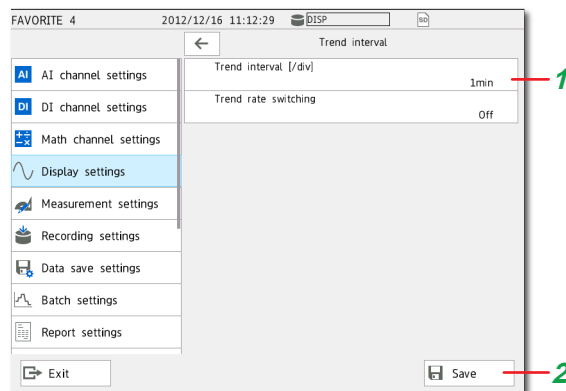 FAVORITE 4 2012/12/16 11:12:29 DISP SD
← Trend interval
AI AI channel settings
DI DI channel settings
Math channel settings
Display settings
Measurement settings
Recording settings
Data save settings
Batch settings
Report settings
Trend interval [/div]
1min
Trend rate switching
Off
Exit
Save
1
2